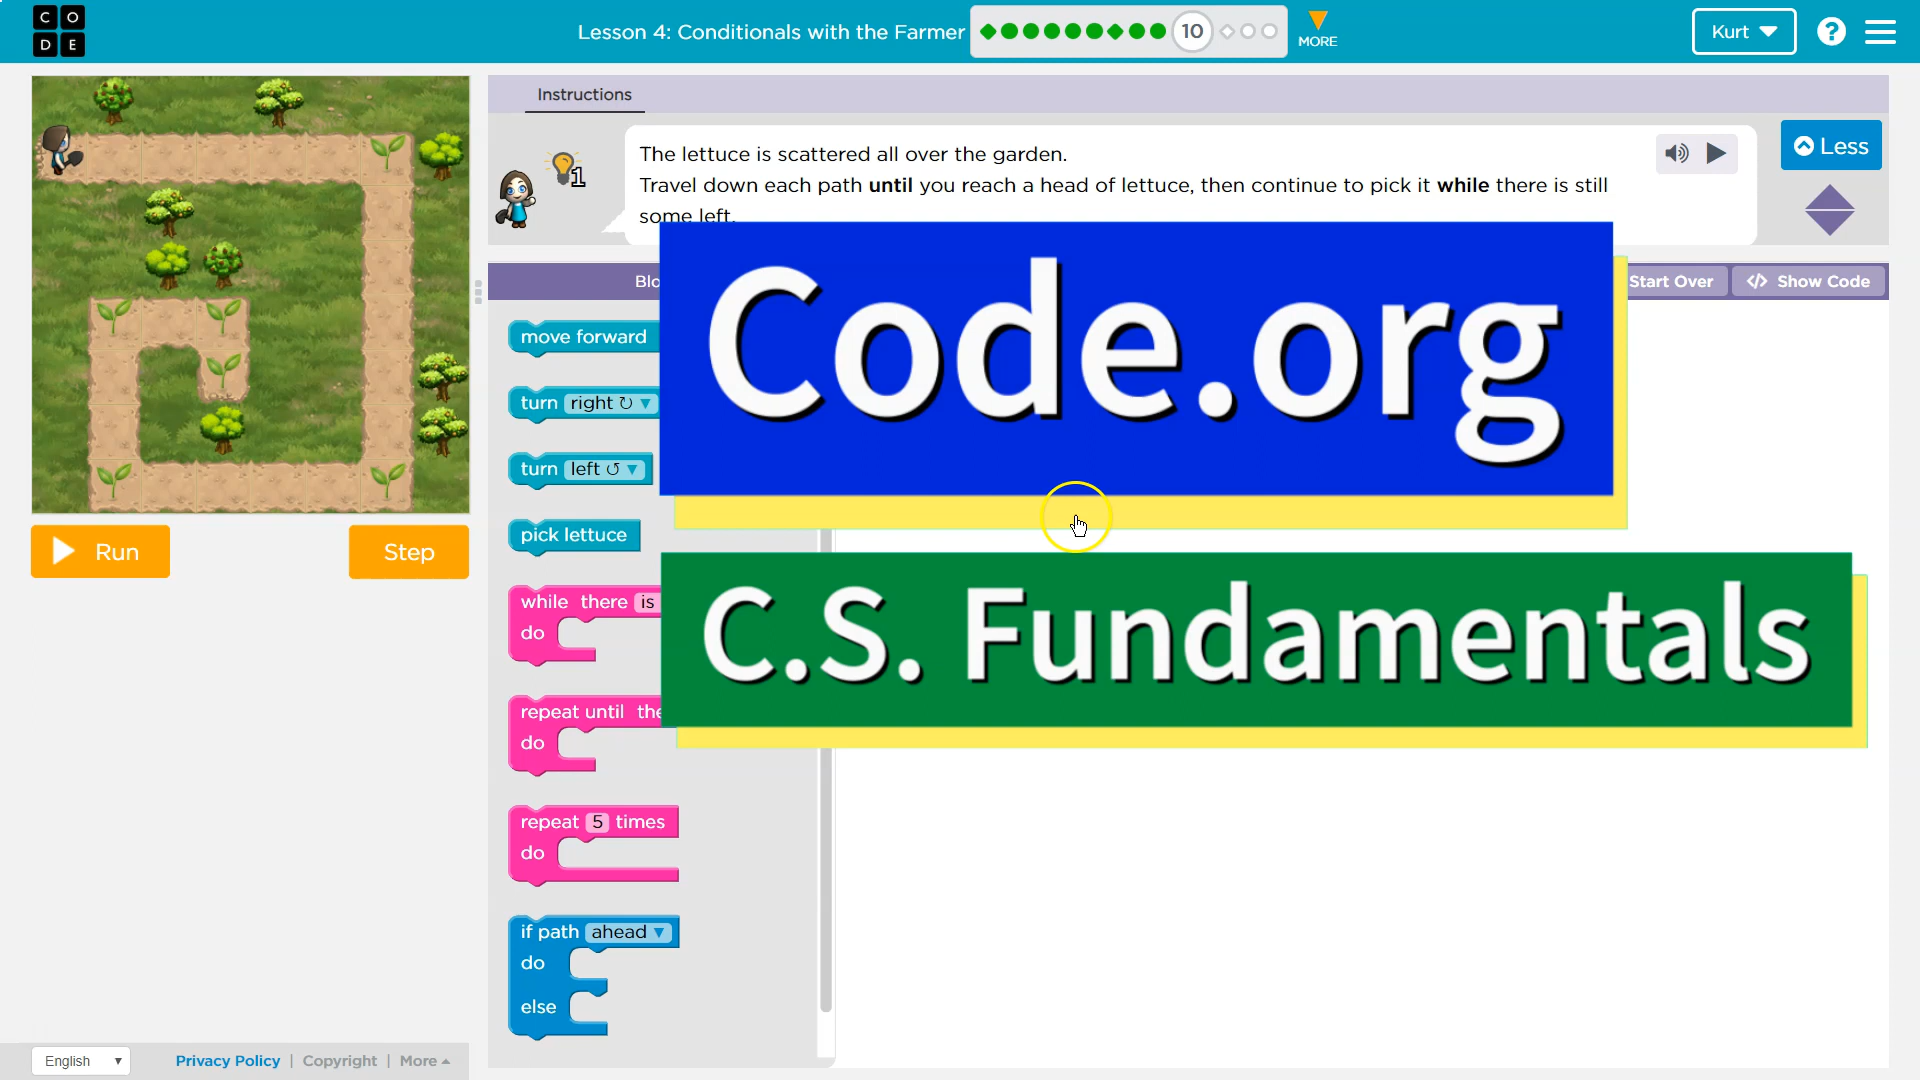 C O
D E
Lesson 4: Conditionals with the Farmer
10
MORE
Kurt
?
Instructions
1
The lettuce is scattered all over the garden.
Travel down each path until you reach a head of lettuce, then continue to pick it while there is still
some left.
Less
Start Over
Show Code
move forward
turn right
turn left
pick lettuce
while there is
do
repeat until
do
repeat 5 times
do
if path ahead
do
else
Code.org
C.S. Fundamentals
Run
Step
English
Privacy Policy | Copyright | More